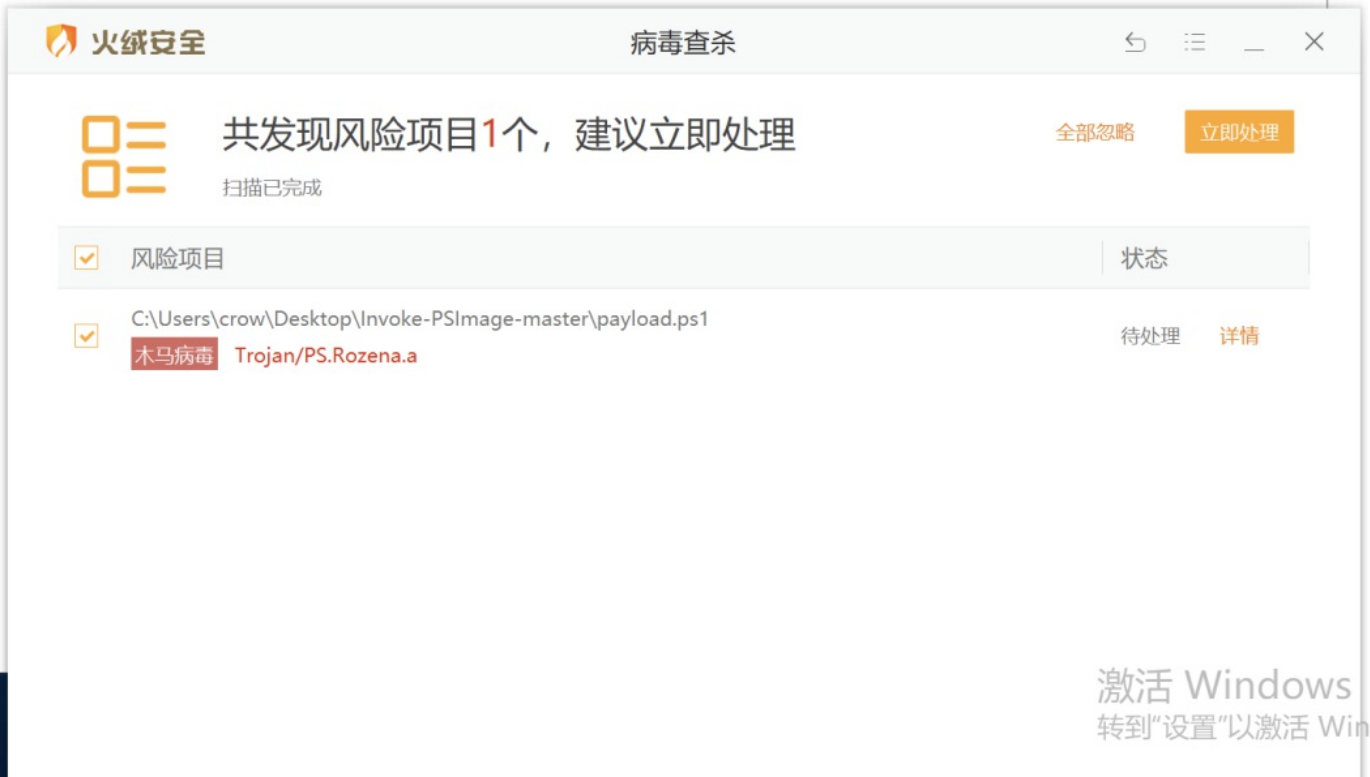 火绒安全
病毒查杀
共发现风险项目1个，建议立即处理
全部忽略
立即处理
扫描已完成
风险项目
状态
C:\Users\crow\Desktop\Invoke-PSImage-master\payload.ps1
木马病毒 Trojan/PS.Rozena.a
待处理
详情
激活 Windows
转到“设置”以激活 Win